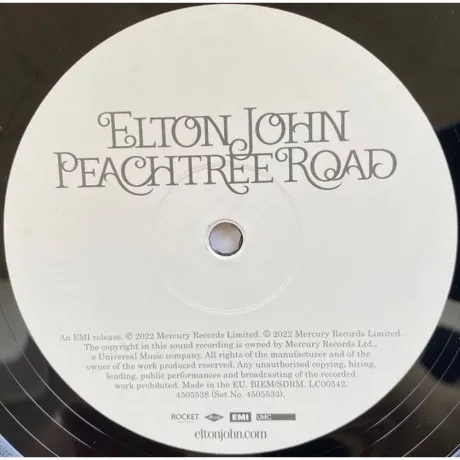 ELTON JOHN
PEACHTREE ROAD
An EMI release. ℗ 2022 Mercury Records Limited. © 2022 Mercury Records Limited.
The copyright in this sound recording is owned by Mercury Records Ltd.,
a Universal Music company. All rights of the manufacturer and of the
owner of the work produced reserved. Any unauthorised copying, hiring,
lending, public performances and broadcasting of the recorded
work prohibited. Made in the EU. BIEM/SDRM. LC00542.
4505538 (Set No. 4505533).
ROCKET EMI UMC
eltonjohn.com